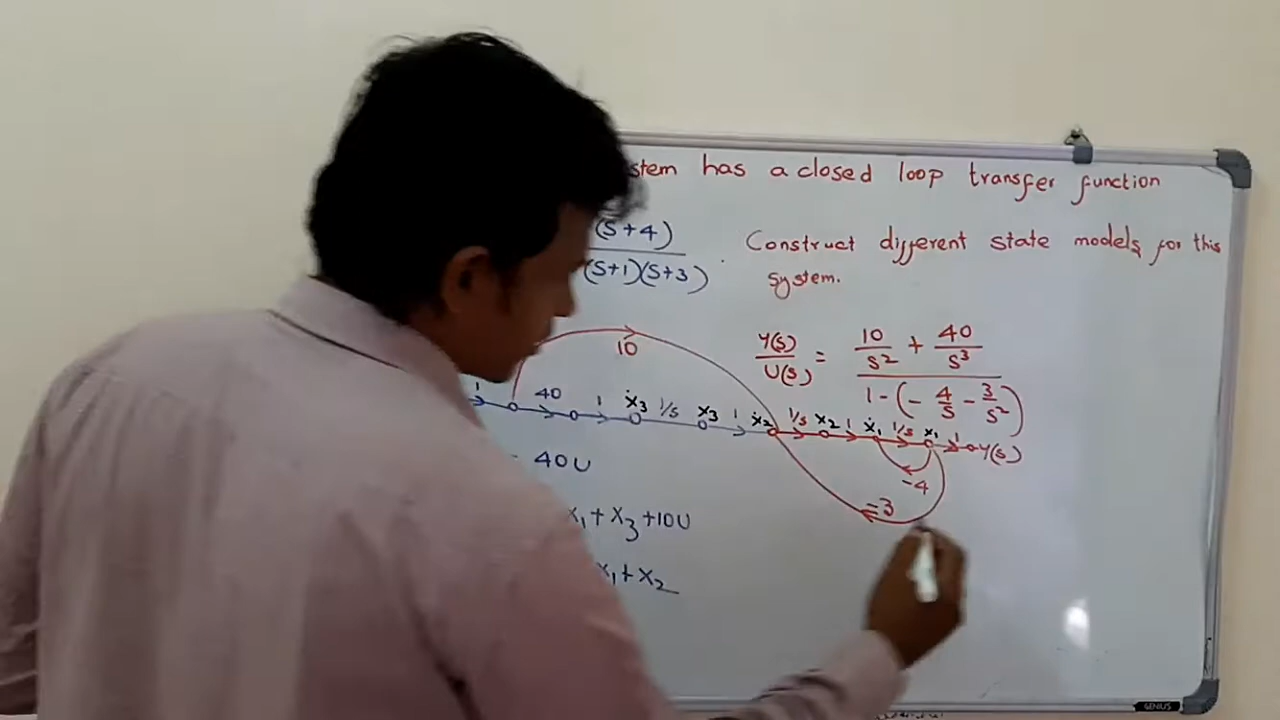 stem has a closed loop transfer function
(s+4)
(s+1)(s+3) . Construct different state models for this
system.
Y(s)/U(s) = (10/s² + 40/s³) / (1-(-4/s - 3/s²))
10
1 40 1 ẋ3 1/s x3 1 ẋ2 1/s x2 1 ẋ1 1/s x1 1 Y(s)
-4
-3
40U
x1+x3+10U
x1+x2
GENIUS